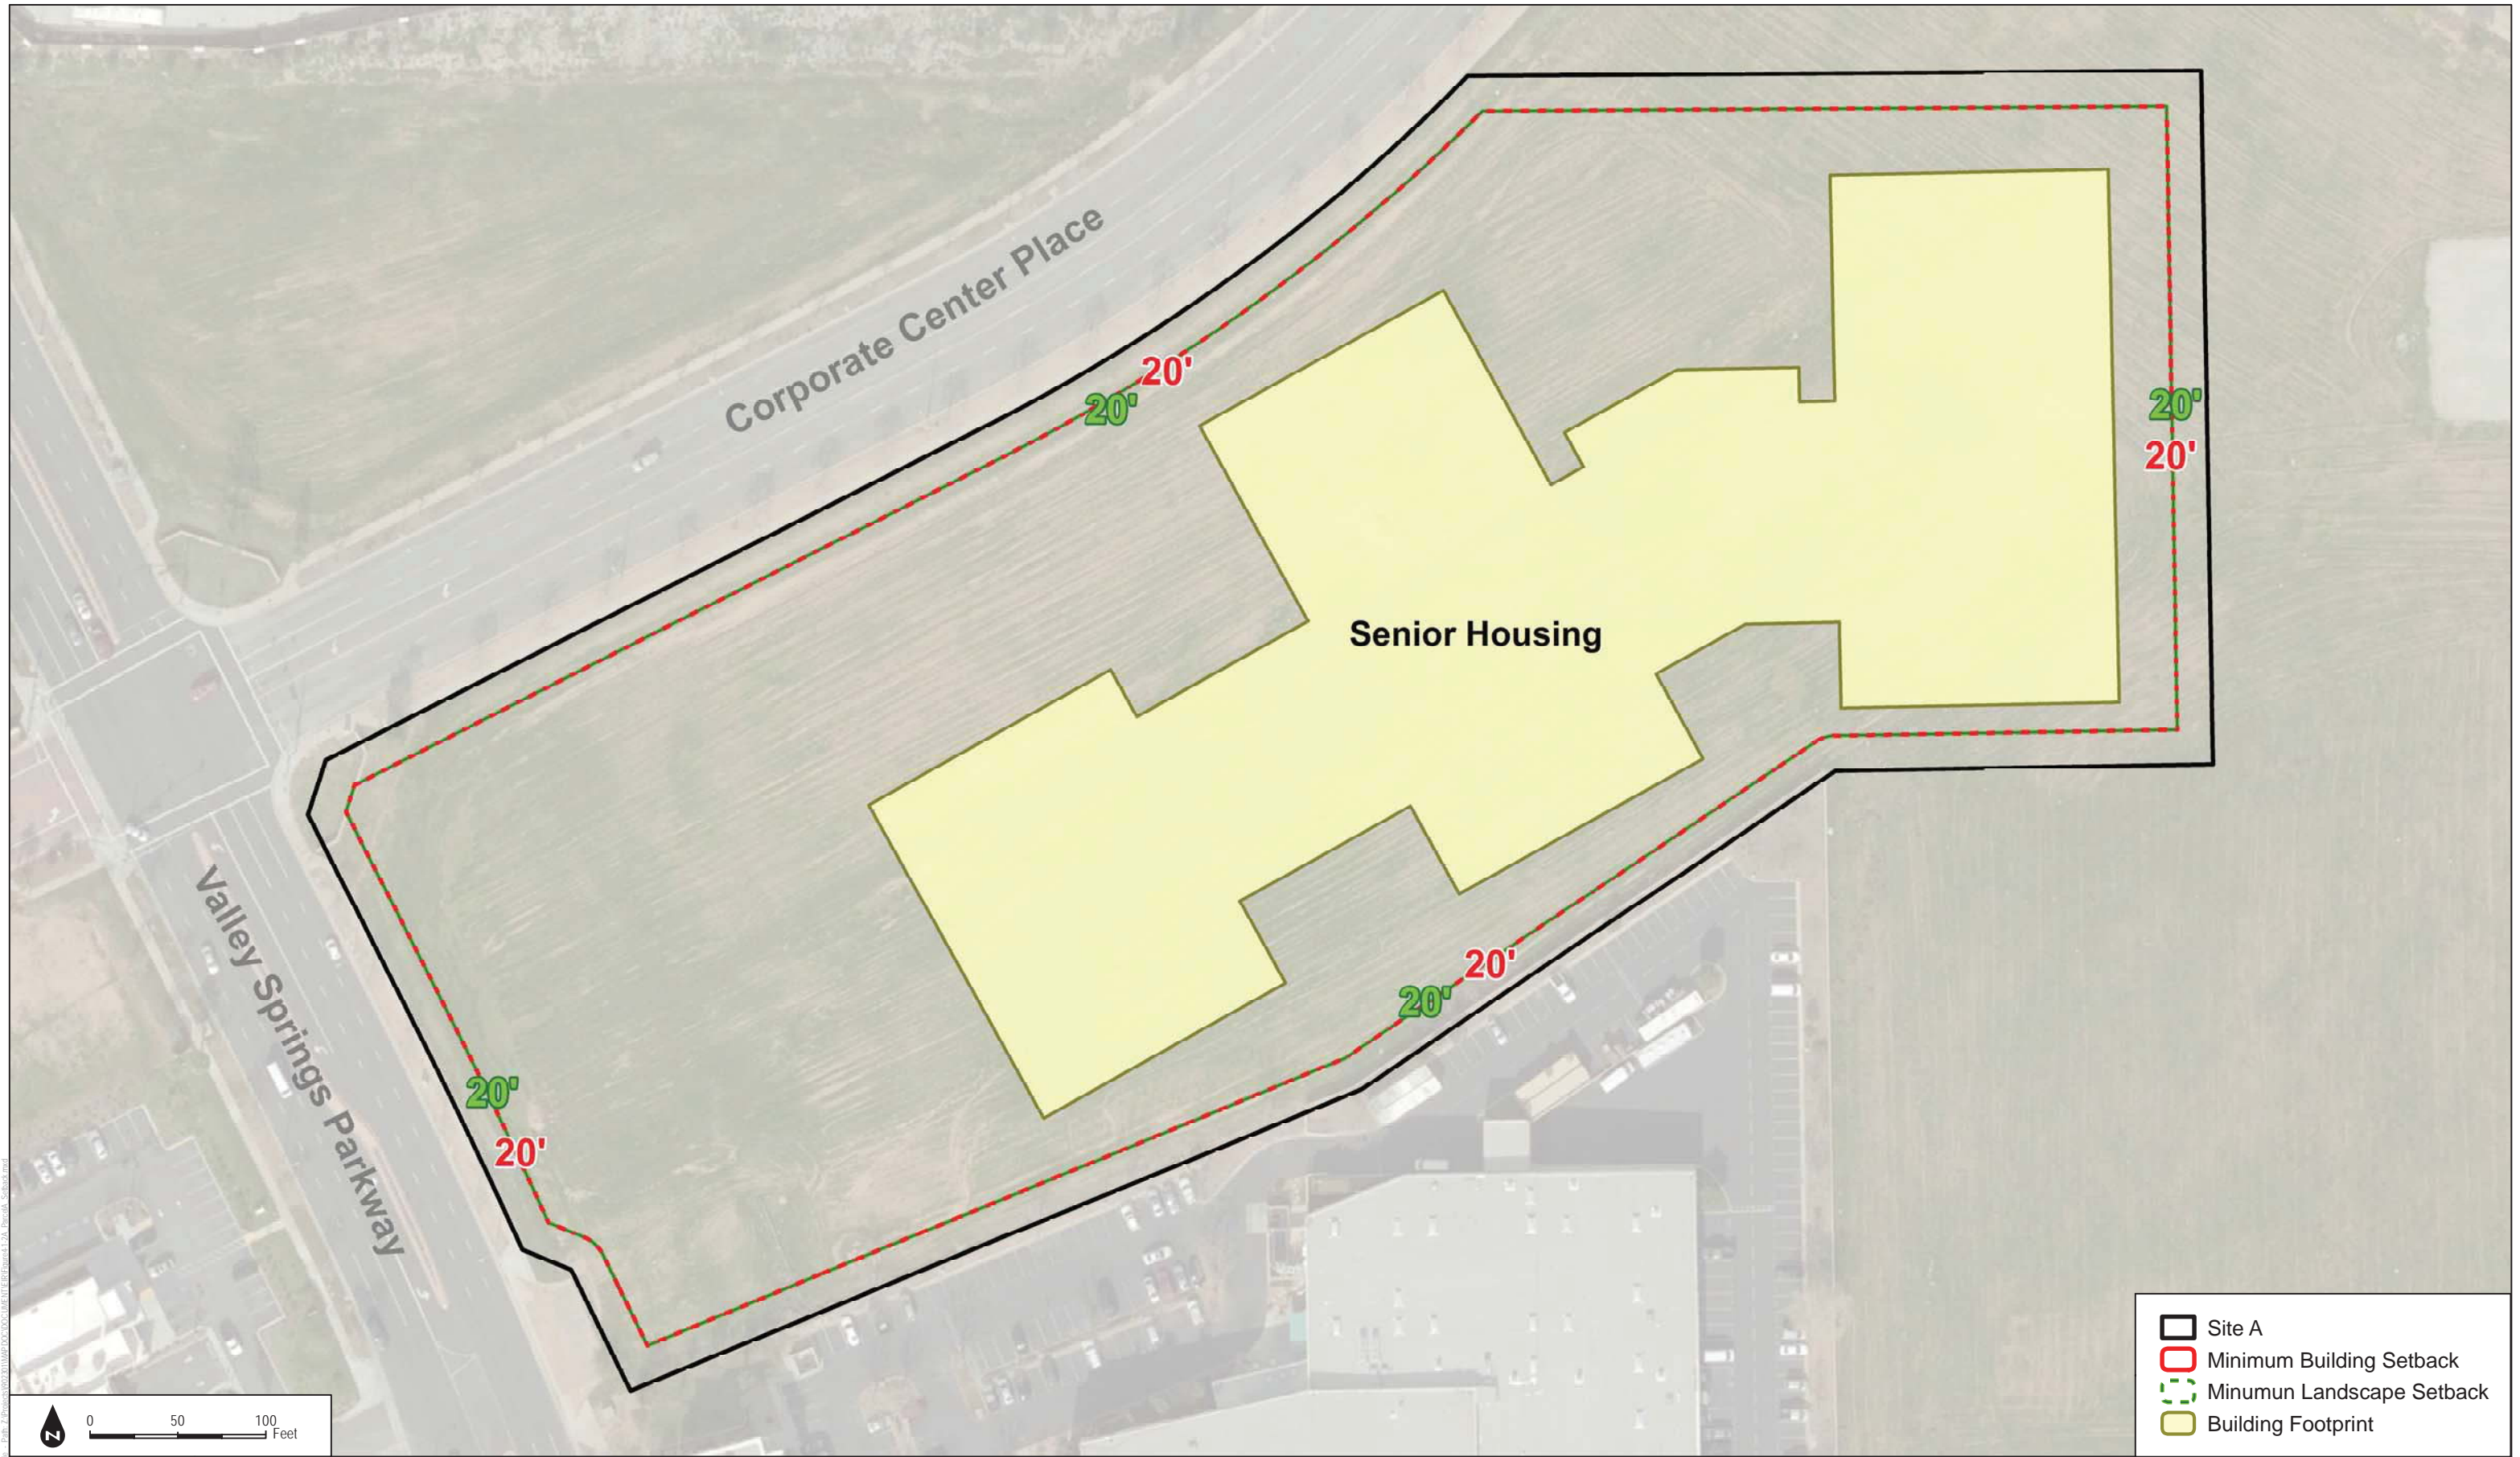 Corporate Center Place
20'
20'
20'
20'
Senior Housing
Valley Springs Parkway
20'
20'
20'
20'
Site A
Minimum Building Setback
Minumun Landscape Setback
Building Footprint
N
0 50 100
Feet